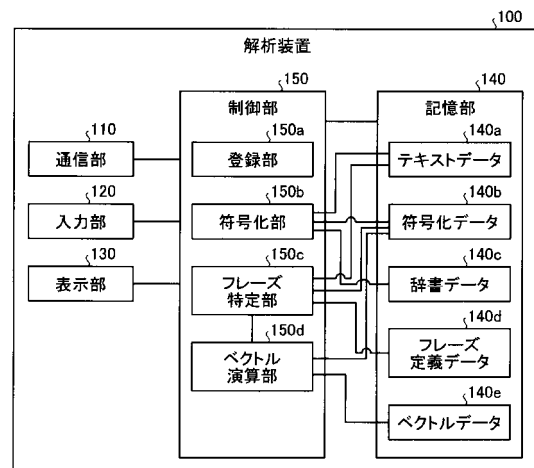 100
解析装置
110
通信部
120
入力部
130
表示部
150
制御部
150a
登録部
150b
符号化部
150c
フレーズ
特定部
150d
ベクトル
演算部
140
記憶部
140a
テキストデータ
140b
符号化データ
140c
辞書データ
140d
フレーズ
定義データ
140e
ベクトルデータ